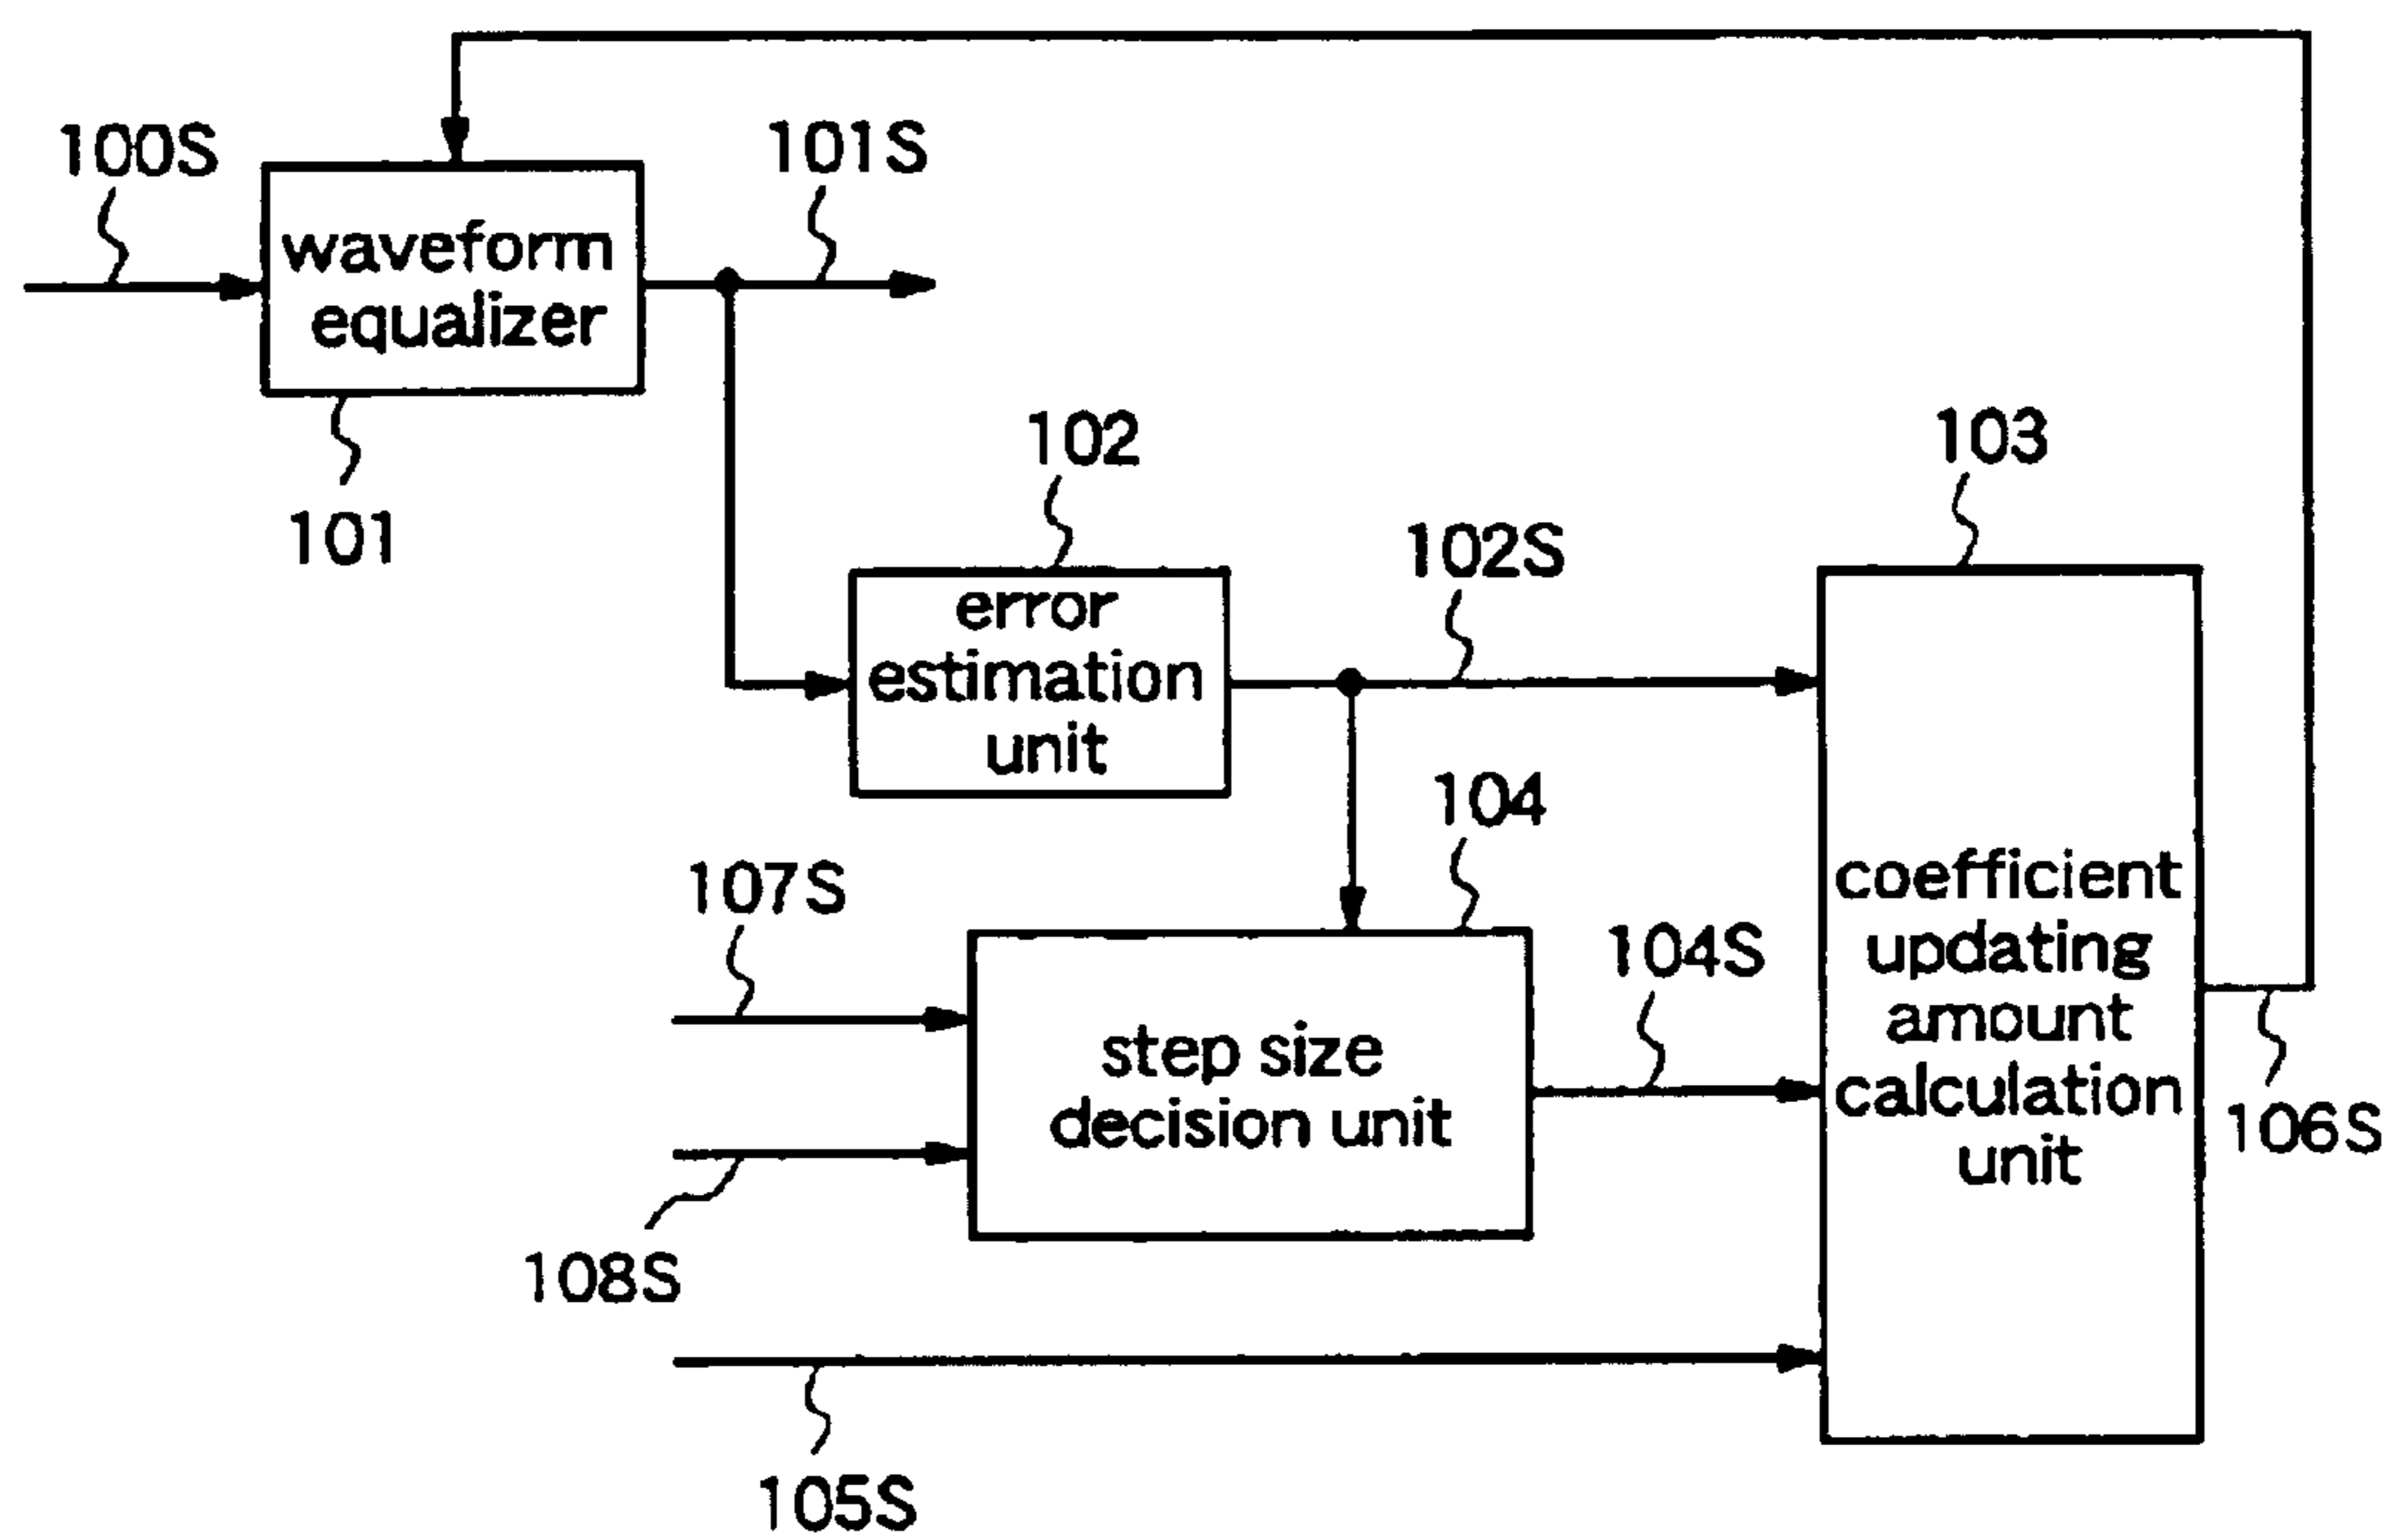 100S
101S
waveform
equalizer
101
102
103
102S
error
estimation
unit
104
107S
104S
coefficient
updating
amount
calculation
unit
step size
decision unit
106S
108S
105S